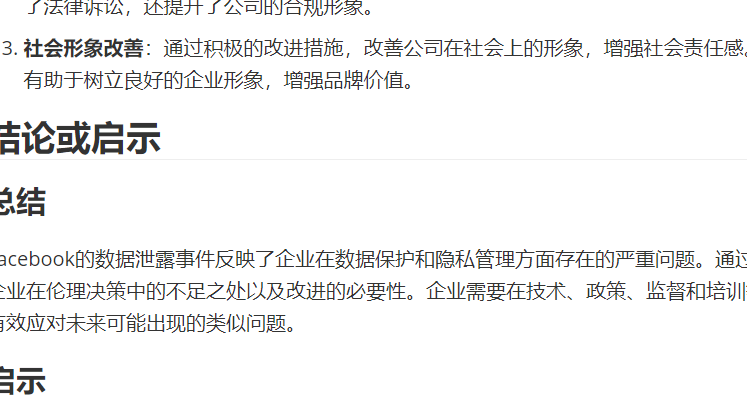 了法律诉讼，还提升了公司的合规形象。
3. 社会形象改善：通过积极的改进措施，改善公司在社会上的形象，增强社会责任感。
有助于树立良好的企业形象，增强品牌价值。
结论或启示
总结
acebook的数据泄露事件反映了企业在数据保护和隐私管理方面存在的严重问题。通过
企业在伦理决策中的不足之处以及改进的必要性。企业需要在技术、政策、监督和培训
有效应对未来可能出现的类似问题。
启示